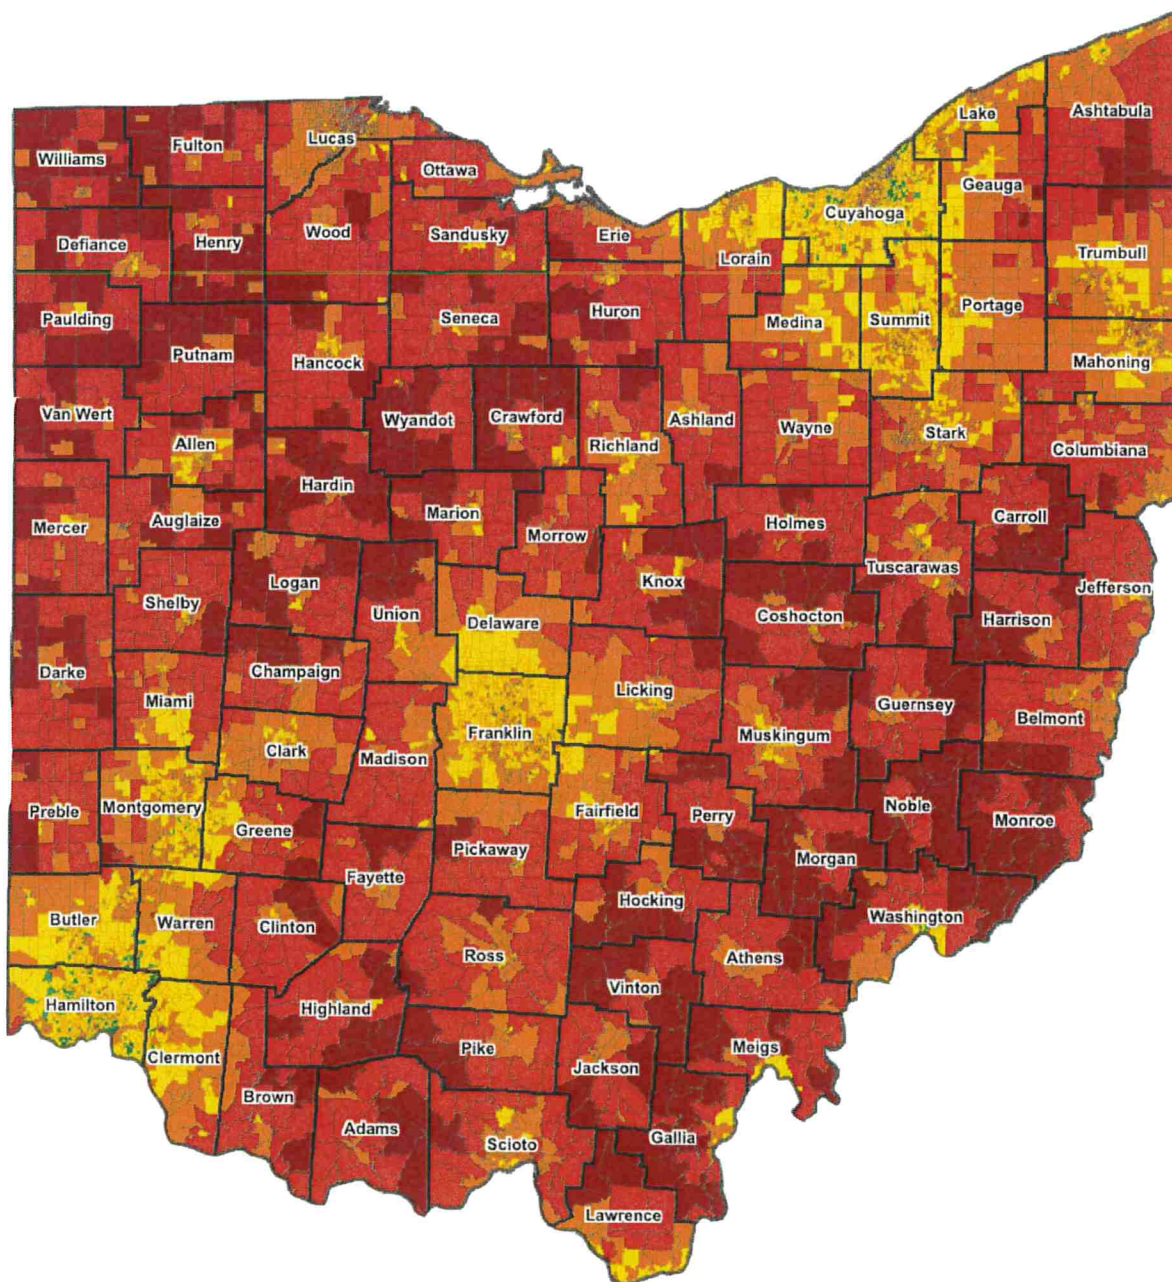 Lake
Ashtabula
Lucas
Fulton
Williams
Ottawa
Geauga
Cuyahoga
Wood
Sandusky
Erie
Henry
Defiance
Lorain
Trumbull
Portage
Huron
Seneca
Medina
Summit
Paulding
Putnam
Hancock
Mahoning
Van Wert
Wyandot
Crawford
Ashland
Wayne
Stark
Allen
Richland
Columbiana
Hardin
Marion
Auglaize
Mercer
Morrow
Holmes
Carroll
Tuscarawas
Logan
Knox
Jefferson
Shelby
Union
Delaware
Coshocton
Harrison
Darke
Champaign
Miami
Licking
Guernsey
Belmont
Clark
Madison
Franklin
Muskingum
Preble
Montgomery
Greene
Fairfield
Perry
Noble
Monroe
Pickaway
Morgan
Fayette
Hocking
Butler
Warren
Clinton
Washington
Ross
Athens
Vinton
Hamilton
Highland
Clermont
Pike
Jackson
Meigs
Brown
Adams
Scioto
Gallia
Lawrence